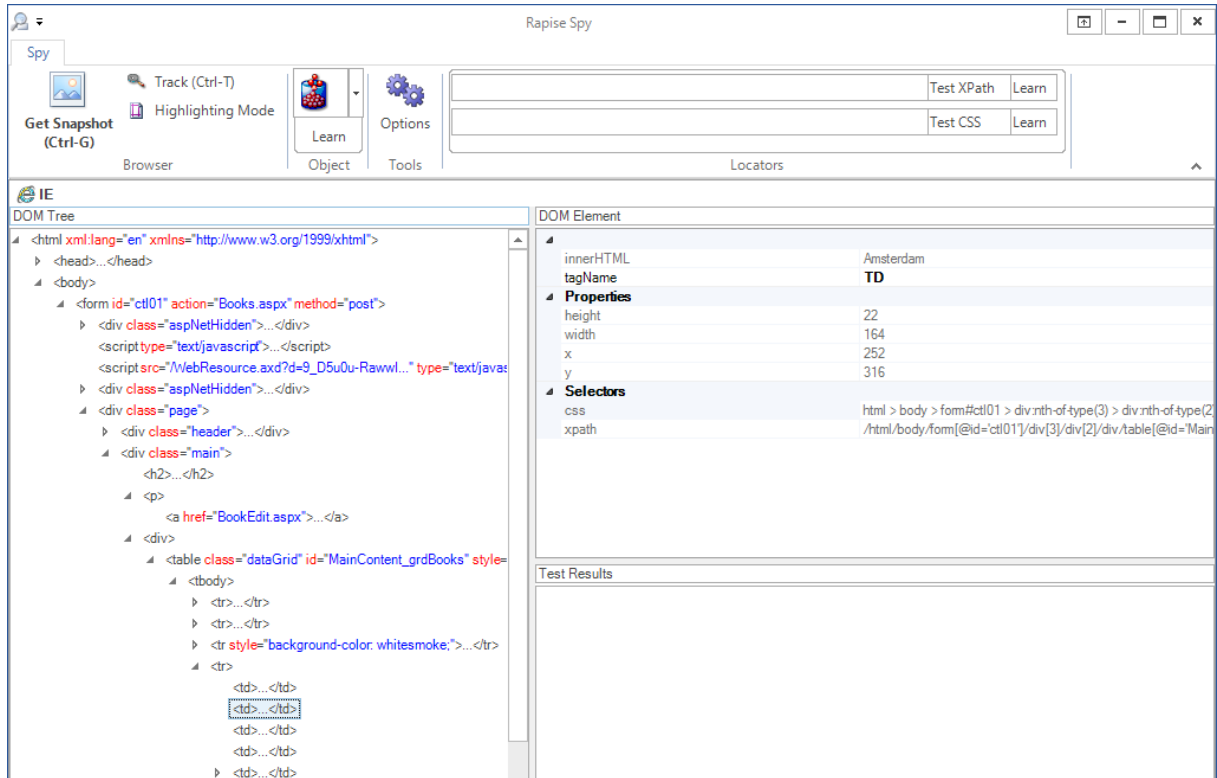 Rapise Spy
Spy
Get Snapshot
(Ctrl-G)
Track (Ctrl-T)
Highlighting Mode
Browser
Learn
Object
Options
Tools
Test XPath Learn
Test CSS Learn
Locators
IE
DOM Tree
<html xml:lang="en" xmlns="http://www.w3.org/1999/xhtml">
<head>...</head>
<body>
<form id="ctl01" action="Books.aspx" method="post">
<div class="aspNetHidden">...</div>
<script type="text/javascript">...</script>
<script src="/WebResource.axd?d=9_D5u0u-RawwI..." type="text/javas
<div class="aspNetHidden">...</div>
<div class="page">
<div class="header">...</div>
<div class="main">
<h2>...</h2>
<p>
<a href="BookEdit.aspx">...</a>
<div>
<table class="dataGrid" id="MainContent_grdBooks" style=
<tbody>
<tr>...</tr>
<tr>...</tr>
<tr style="background-color: whitesmoke;">...</tr>
<tr>
<td>...</td>
<td>...</td>
<td>...</td>
<td>...</td>
<td>...</td>
DOM Element
innerHTML Amsterdam
tagName TD
Properties
height 22
width 164
x 252
y 316
Selectors
css html > body > form#ctl01 > div:nth-of-type(3) > div:nth-of-type(2)
xpath /html/body/form[@id='ctl01']/div[3]/div[2]/div/table[@id='Main
Test Results